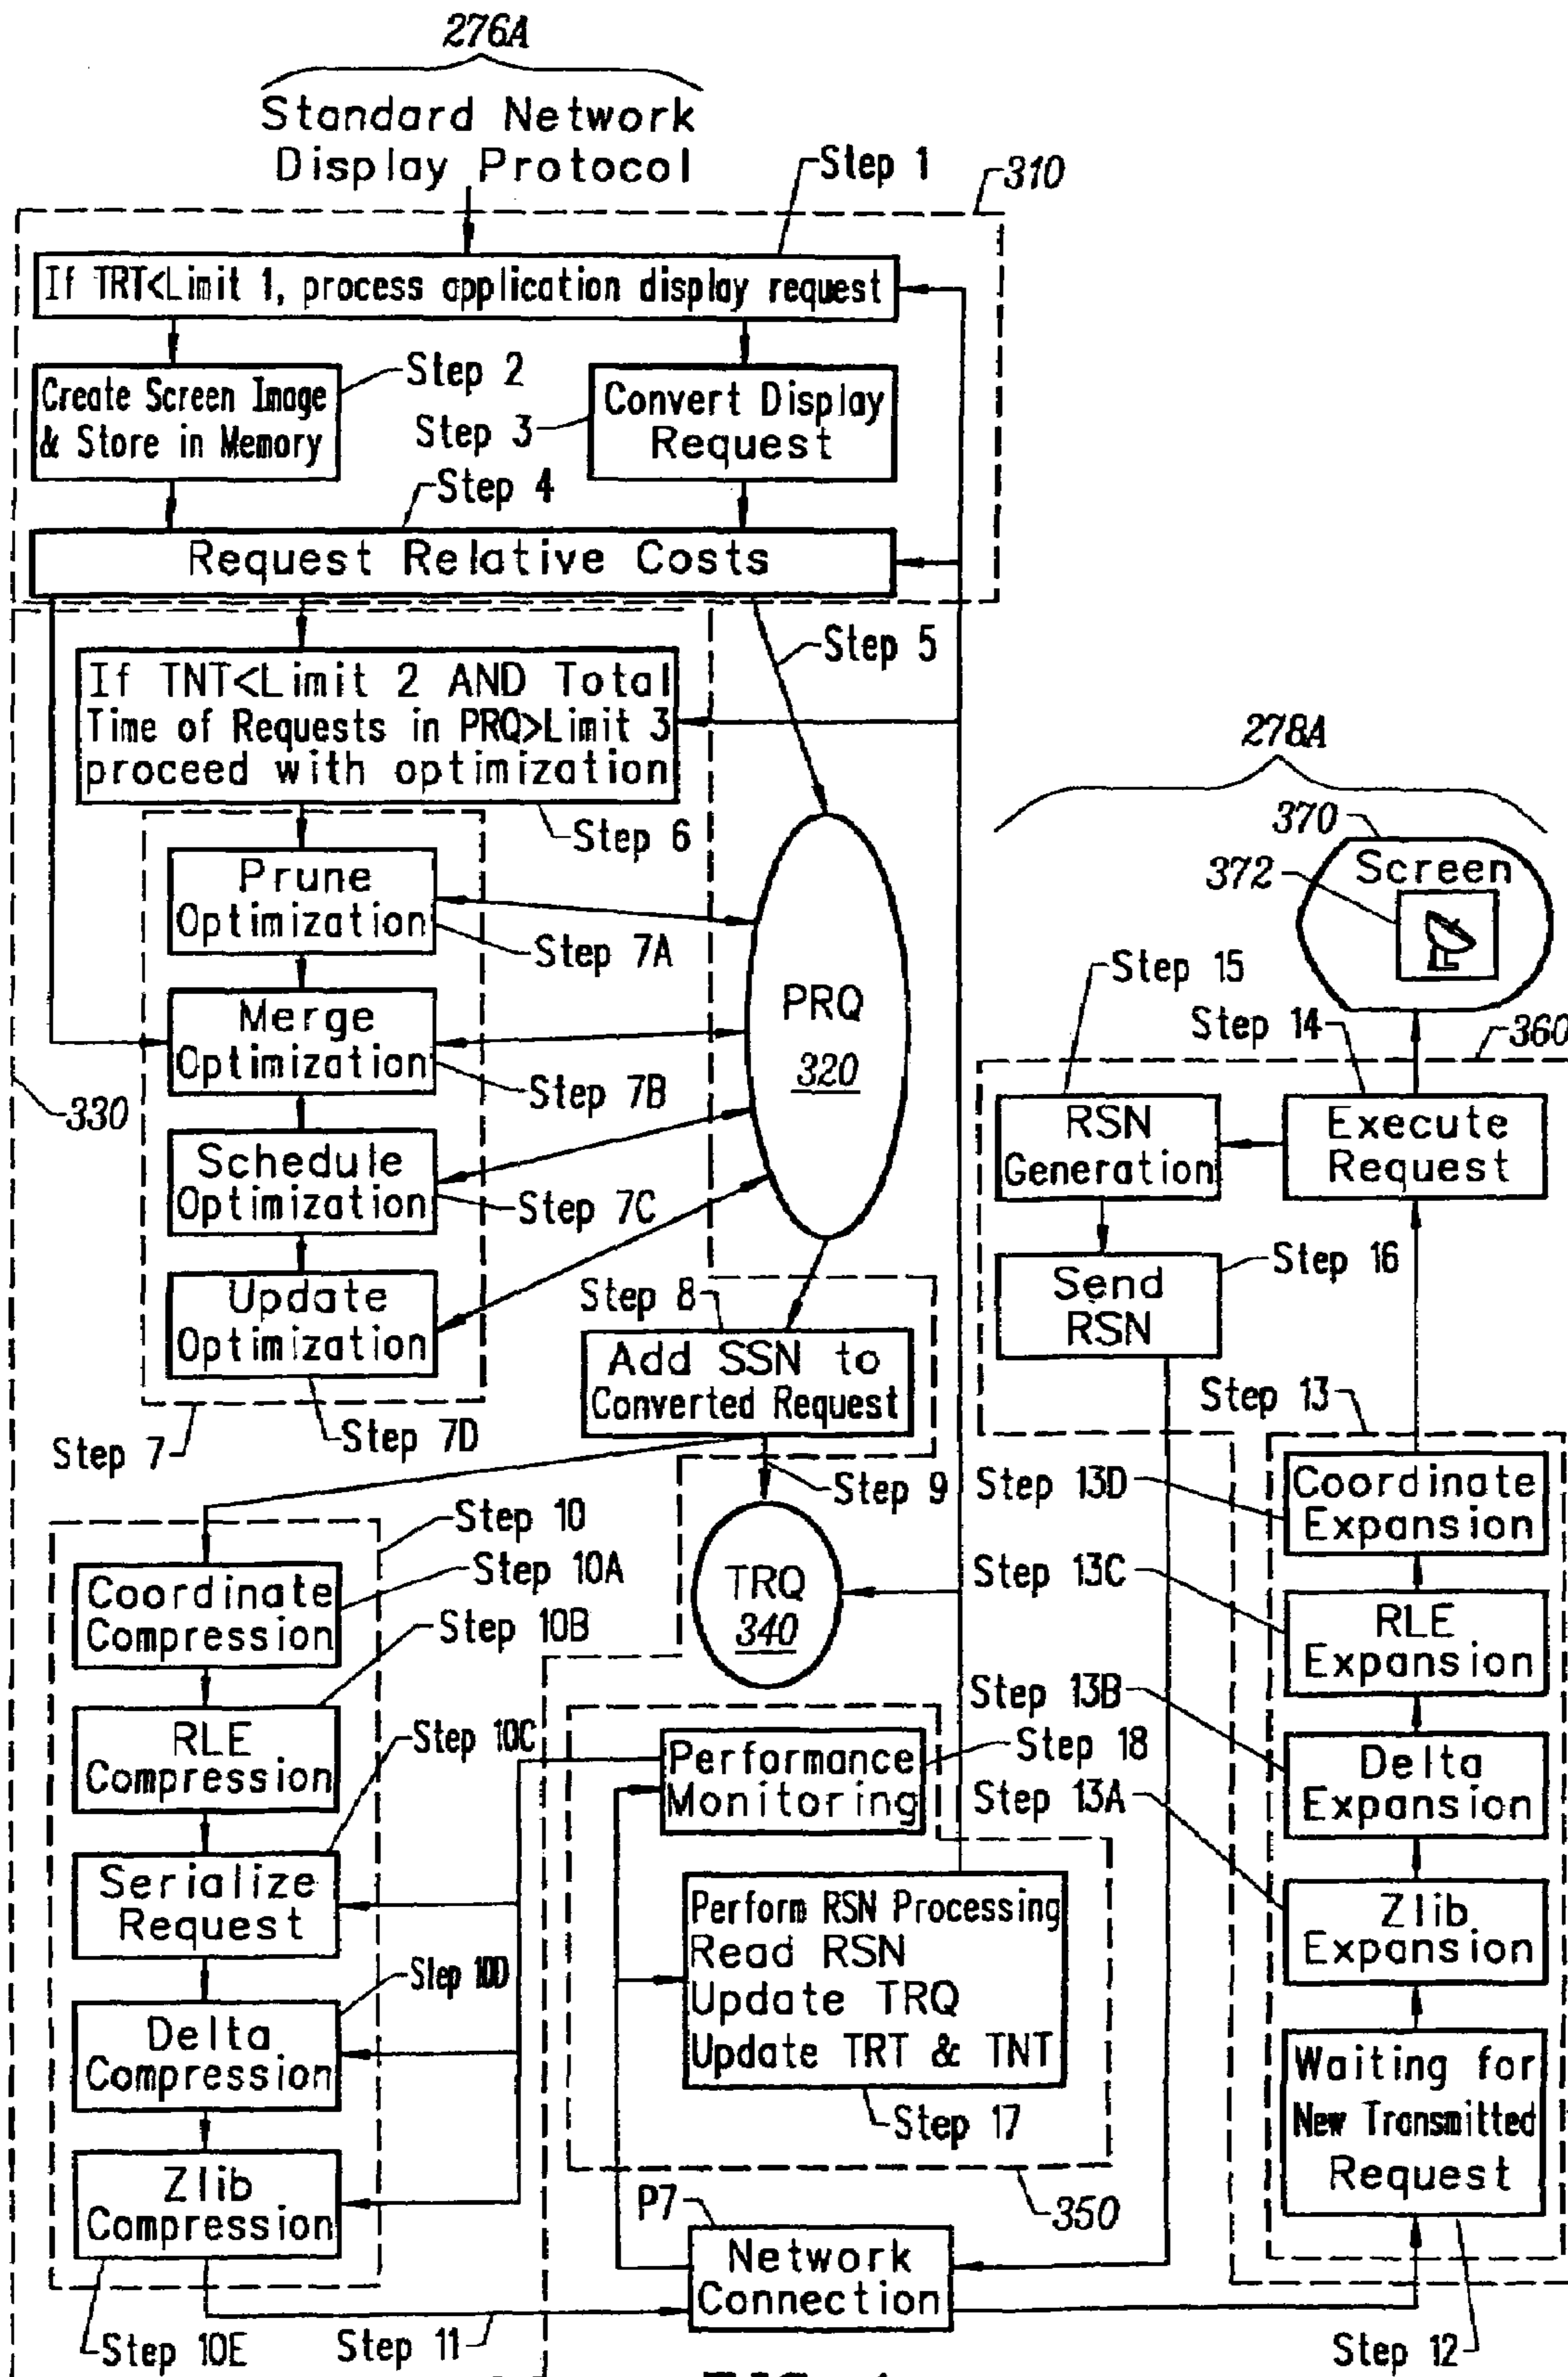 276A
Standard Network
Display Protocol
Step 1
310
If TRT<Limit 1, process application display request
Create Screen Image
& Store in Memory
Step 2
Step 3
Convert Display
Request
Step 4
Request Relative Costs
Step 5
If TNT<Limit 2 AND Total
Time of Requests in PRQ>Limit 3
proceed with optimization
Step 6
Prune
Optimization
Step 7A
Merge
Optimization
Step 7B
330
Schedule
Optimization
Step 7C
Update
Optimization
Step 7
Step 7D
PRQ
320
Step 8
Add SSN to
Converted Request
Step 9
TRQ
340
Step 10
Coordinate
Compression
Step 10A
RLE
Compression
Step 10B
Serialize
Request
Step 10C
Delta
Compression
Step 10D
Zlib
Compression
Step 10E
Step 11
Performance
Monitoring
Step 18
Perform RSN Processing
Read RSN
Update TRQ
Update TRT & TNT
Step 17
350
P7
Network
Connection
278A
370
Screen
372
Step 15
Step 14
360
RSN
Generation
Execute
Request
Send
RSN
Step 16
Step 13
Step 13D
Coordinate
Expansion
Step 13C
RLE
Expansion
Step 13B
Delta
Expansion
Step 13A
Zlib
Expansion
Waiting for
New Transmitted
Request
Step 12